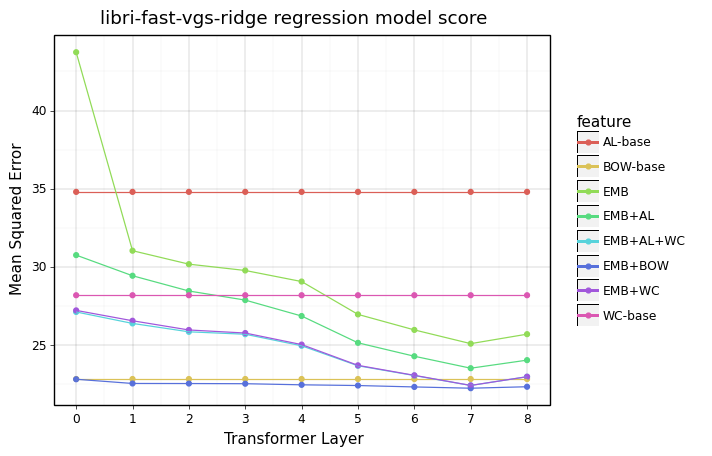 libri-fast-vgs-ridge regression model score
Mean Squared Error
40
35
30
25
0 1 2 3 4 5 6 7 8
Transformer Layer
feature
AL-base
BOW-base
EMB
EMB+AL
EMB+AL+WC
EMB+BOW
EMB+WC
WC-base